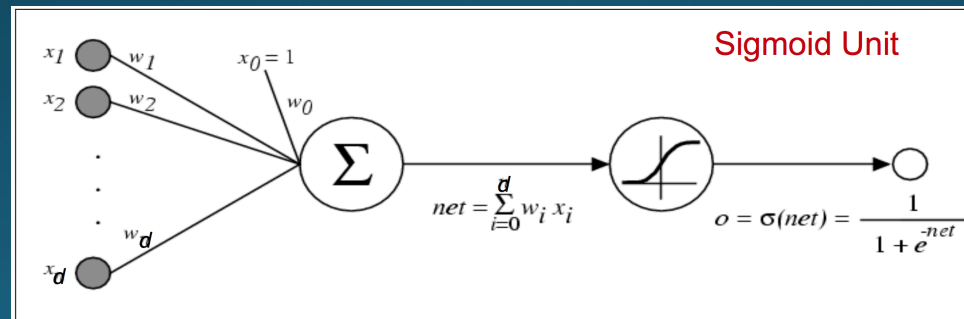 Sigmoid Unit
x1
w1
x0 = 1
x2
w2
w0
Σ
.
.
.
wd
xd
net = d Σ i=0 wi xi
o = σ(net) = 1 / 1 + e -net